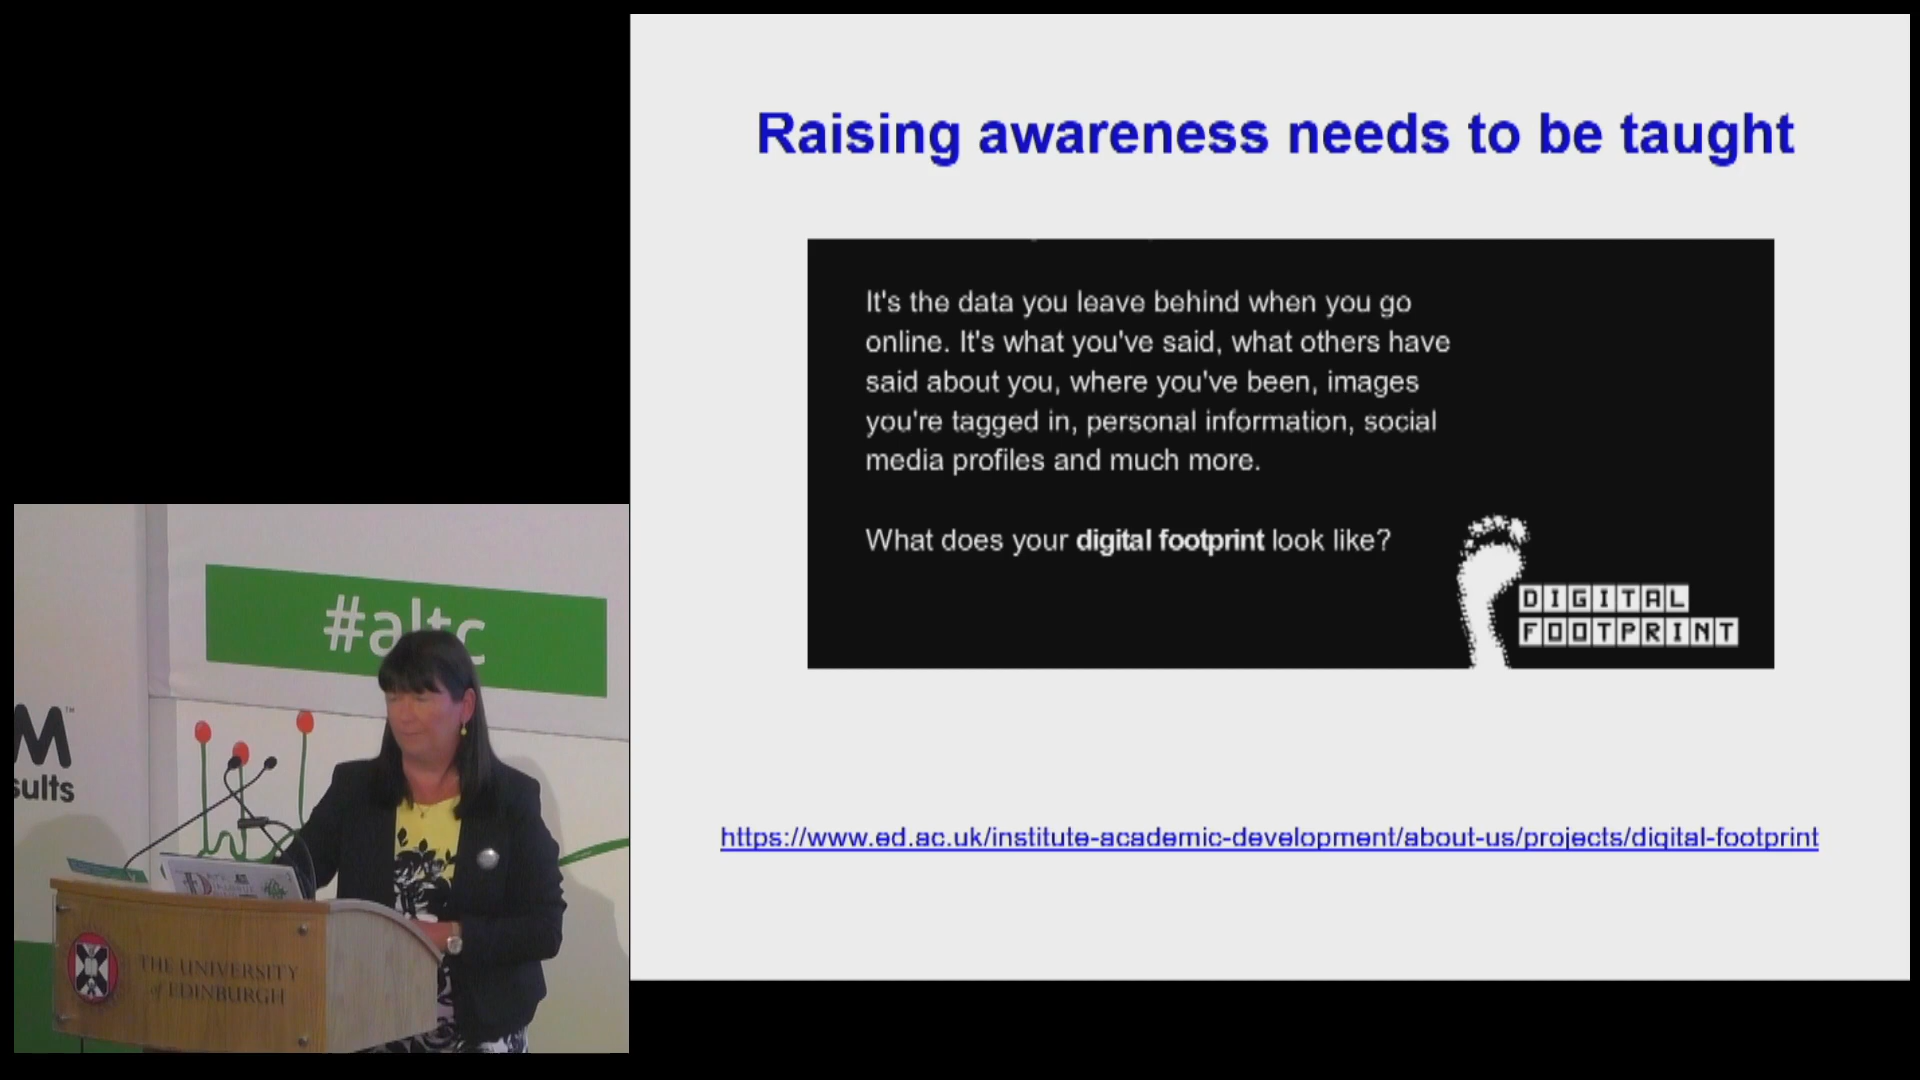 Raising awareness needs to be taught
It's the data you leave behind when you go
online. It's what you've said, what others have
said about you, where you've been, images
you're tagged in, personal information, social
media profiles and much more.
What does your digital footprint look like?
DIGITAL
FOOTPRINT
https://www.ed.ac.uk/institute-academic-development/about-us/projects/digital-footprint
#altc
M™
sults
THE UNIVERSITY
of EDINBURGH